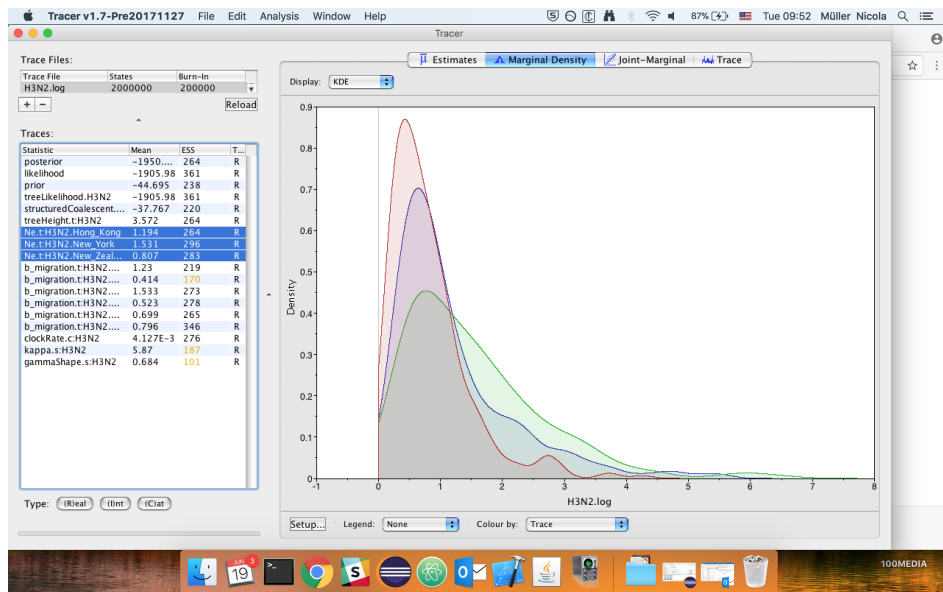 Tracer v1.7-Pre20171127 File Edit Analysis Window Help 87% Tue 09:52 Müller Nicola
Tracer
Trace Files:
Trace File States Burn-In
H3N2.log 2000000 200000
+ − Reload
Traces:
Statistic Mean ESS T...
posterior −1950.... 264 R
likelihood −1905.98 361 R
prior −44.695 238 R
treeLikelihood.H3N2 −1905.98 361 R
structuredCoalescent.... −37.767 220 R
treeHeight.t:H3N2 3.572 264 R
Ne.t:H3N2.Hong_Kong 1.194 264 R
Ne.t:H3N2.New_York 1.531 296 R
Ne.t:H3N2.New_Zeal... 0.807 283 R
b_migration.t:H3N2.... 1.23 219 R
b_migration.t:H3N2.... 0.414 170 R
b_migration.t:H3N2.... 1.533 273 R
b_migration.t:H3N2.... 0.523 278 R
b_migration.t:H3N2.... 0.699 265 R
b_migration.t:H3N2.... 0.796 346 R
clockRate.c:H3N2 4.127E-3 276 R
kappa.s:H3N2 5.87 187 R
gammaShape.s:H3N2 0.684 101 R
Type: (R)eal (I)nt (C)at
Estimates Marginal Density Joint-Marginal Trace
Display: KDE
0.9
0.8
0.7
0.6
0.5
0.4
0.3
0.2
0.1
0
Density
-1 0 1 2 3 4 5 6 7 8
H3N2.log
Setup... Legend: None Colour by: Trace
19 3
100MEDIA